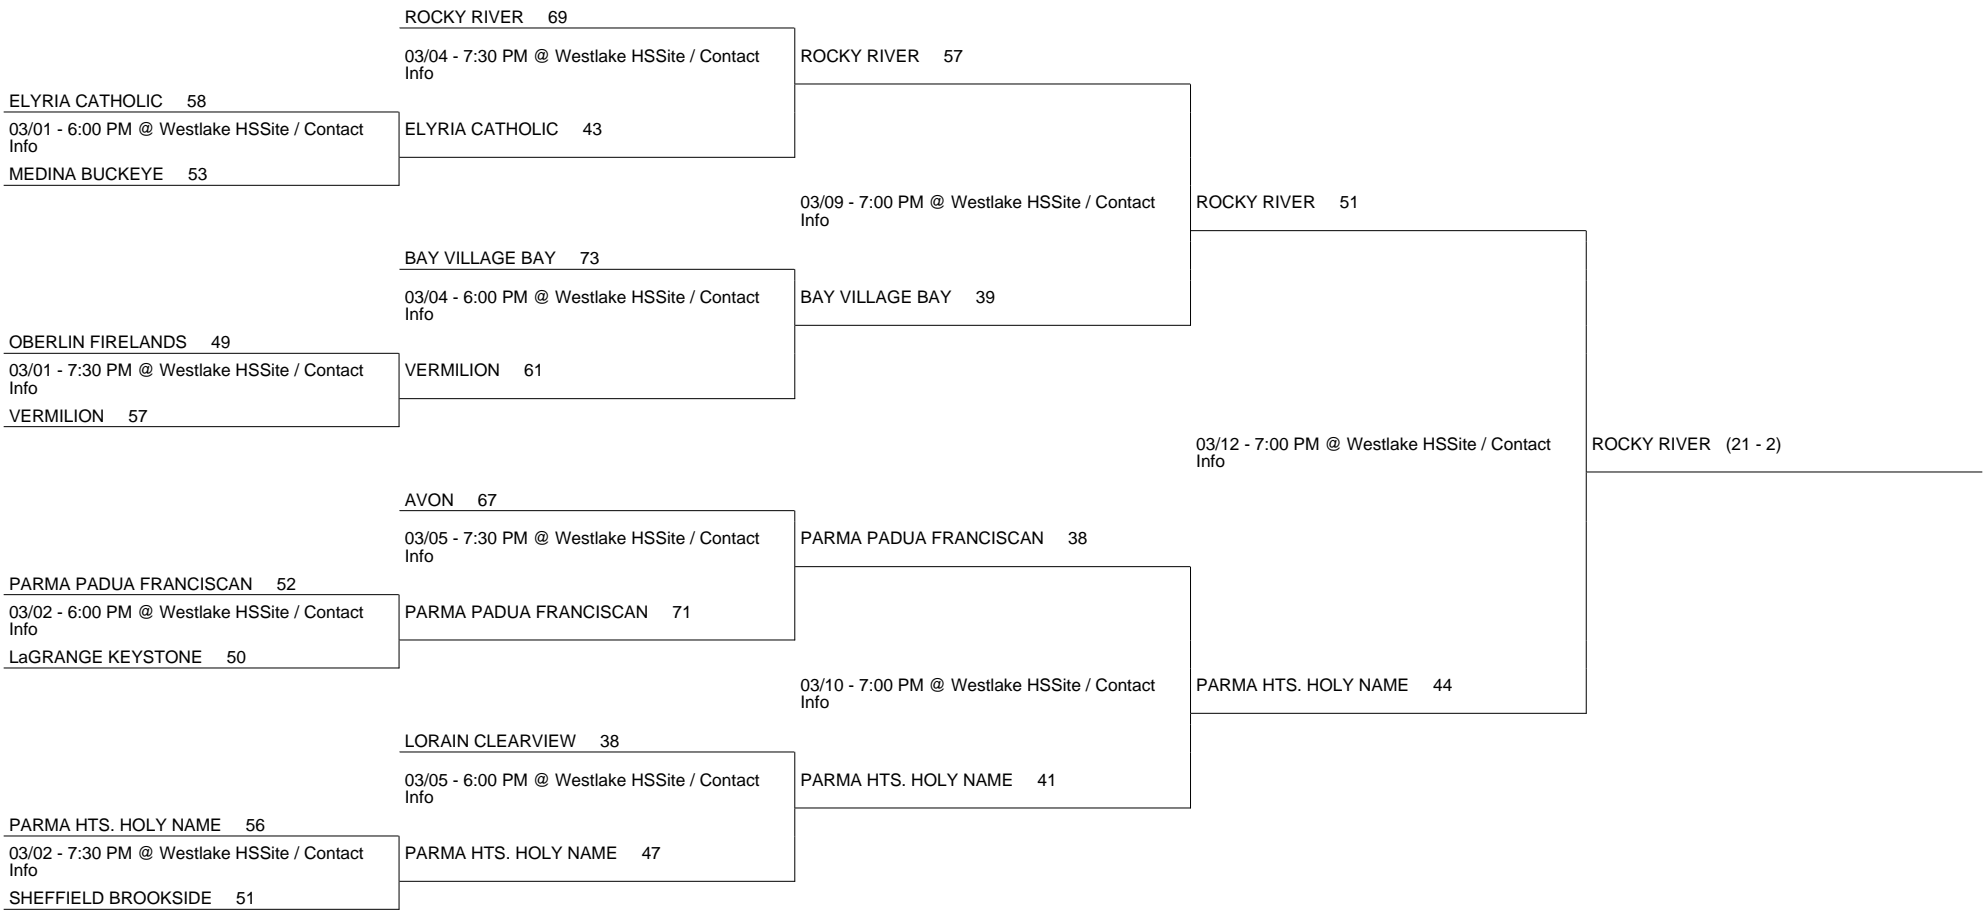 ROCKY RIVER 69
03/04 - 7:30 PM @ Westlake HSSite / Contact
Info
ROCKY RIVER 57
ELYRIA CATHOLIC 58
03/01 - 6:00 PM @ Westlake HSSite / Contact
Info
ELYRIA CATHOLIC 43
MEDINA BUCKEYE 53
03/09 - 7:00 PM @ Westlake HSSite / Contact
Info
ROCKY RIVER 51
BAY VILLAGE BAY 73
03/04 - 6:00 PM @ Westlake HSSite / Contact
Info
BAY VILLAGE BAY 39
OBERLIN FIRELANDS 49
03/01 - 7:30 PM @ Westlake HSSite / Contact
Info
VERMILION 61
VERMILION 57
03/12 - 7:00 PM @ Westlake HSSite / Contact
Info
ROCKY RIVER (21 - 2)
AVON 67
03/05 - 7:30 PM @ Westlake HSSite / Contact
Info
PARMA PADUA FRANCISCAN 38
PARMA PADUA FRANCISCAN 52
03/02 - 6:00 PM @ Westlake HSSite / Contact
Info
PARMA PADUA FRANCISCAN 71
LaGRANGE KEYSTONE 50
03/10 - 7:00 PM @ Westlake HSSite / Contact
Info
PARMA HTS. HOLY NAME 44
LORAIN CLEARVIEW 38
03/05 - 6:00 PM @ Westlake HSSite / Contact
Info
PARMA HTS. HOLY NAME 41
PARMA HTS. HOLY NAME 56
03/02 - 7:30 PM @ Westlake HSSite / Contact
Info
PARMA HTS. HOLY NAME 47
SHEFFIELD BROOKSIDE 51